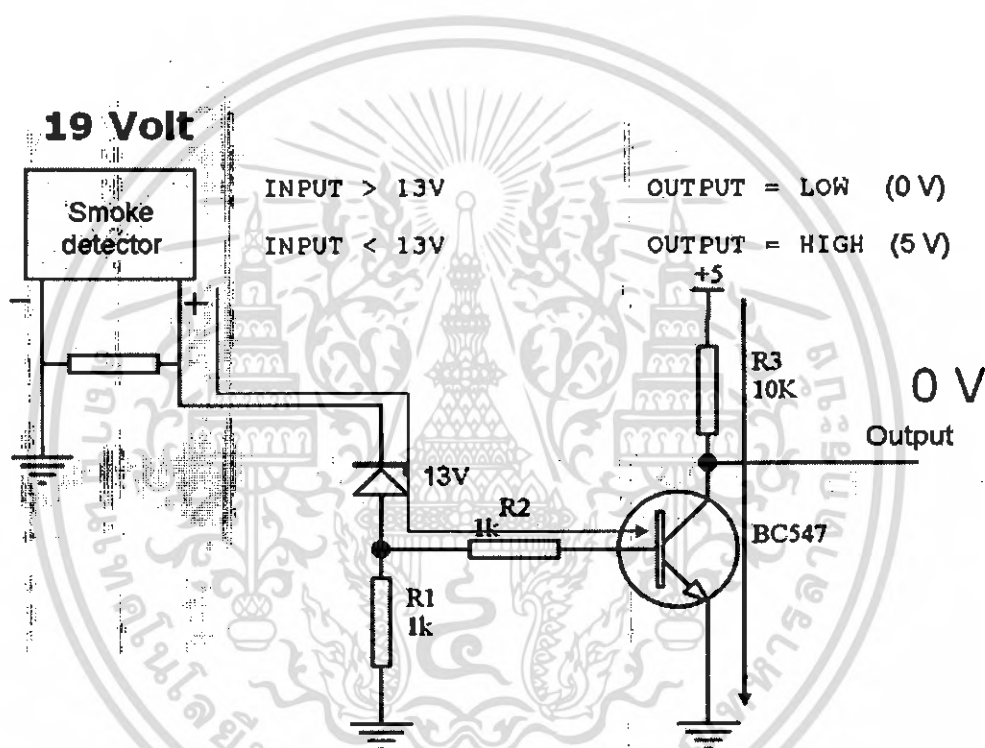 19 Volt
Smoke
detector
INPUT > 13V
OUTPUT = LOW (0 V)
INPUT < 13V
OUTPUT = HIGH (5 V)
+5
-
+
R3
10K
0 V
Output
13V
R2
1k
BC547
R1
1k